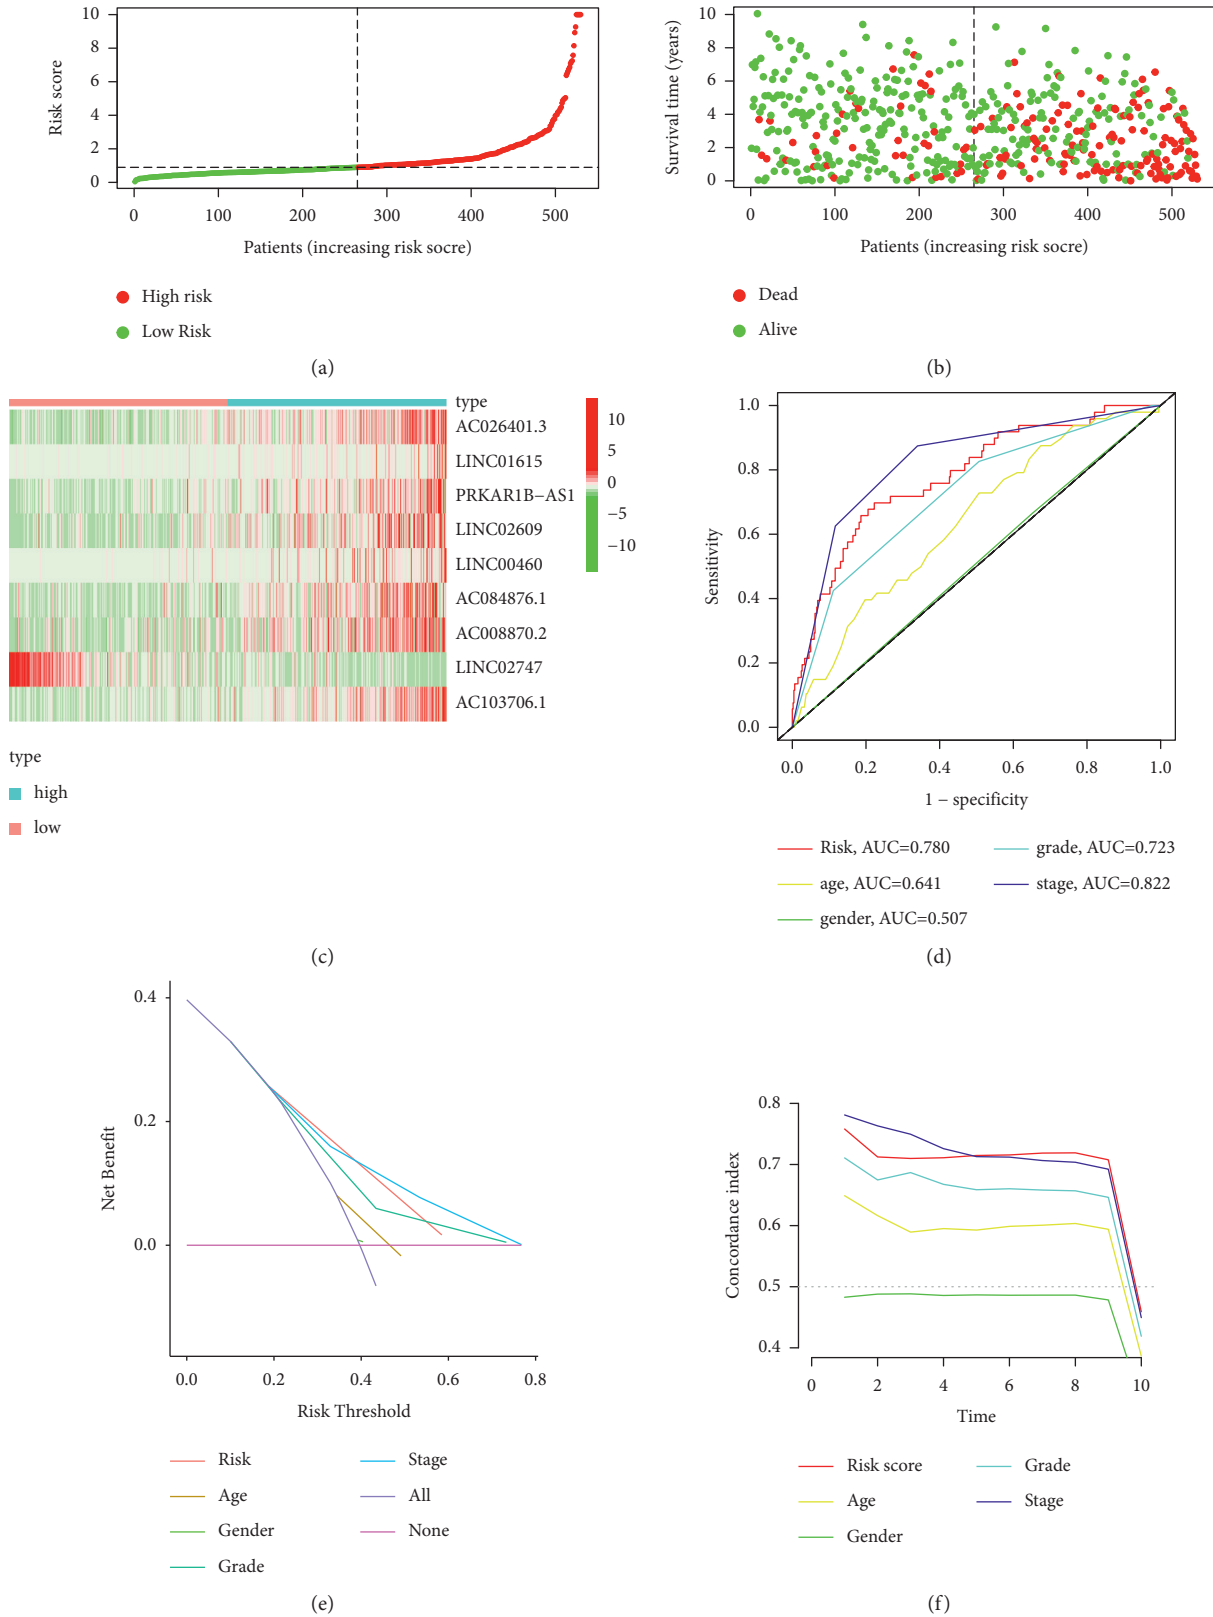 10
8
6
4
2
0
Risk score
0 100 200 300 400 500
Patients (increasing risk socre)
High risk
Low Risk
(a)
10
8
6
4
2
0
Survival time (years)
0 100 200 300 400 500
Patients (increasing risk socre)
Dead
Alive
(b)
type
AC026401.3
LINC01615
PRKAR1B−AS1
LINC02609
LINC00460
AC084876.1
AC008870.2
LINC02747
AC103706.1
10
5
0
−5
−10
type
high
low
(c)
1.0
0.8
0.6
0.4
0.2
0.0
Sensitivity
0.0 0.2 0.4 0.6 0.8 1.0
1 − specificity
Risk, AUC=0.780
age, AUC=0.641
gender, AUC=0.507
grade, AUC=0.723
stage, AUC=0.822
(d)
0.4
0.2
0.0
Net Benefit
0.0 0.2 0.4 0.6 0.8
Risk Threshold
Risk
Age
Gender
Grade
Stage
All
None
(e)
0.8
0.7
0.6
0.5
0.4
Concordance index
0 2 4 6 8 10
Time
Risk score
Age
Gender
Grade
Stage
(f)